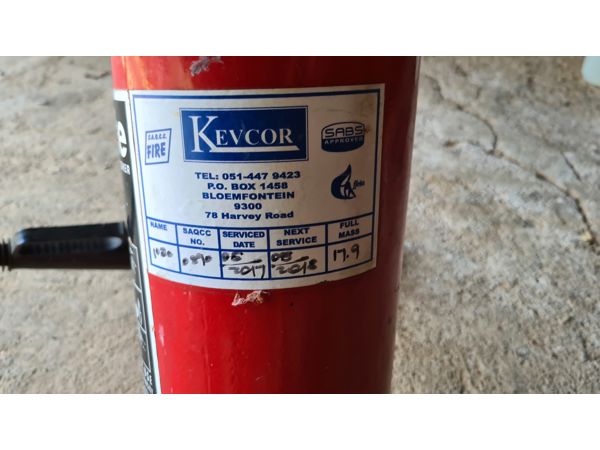 S.A.Q.C.C.
FIRE
KEVCOR
SABS
APPROVED
TEL: 051-447 9423
P.O. BOX 1458
BLOEMFONTEIN
9300
78 Harvey Road
NAME SAQCC NO. SERVICED DATE NEXT SERVICE FULL MASS
05 2017 05 2018 17.9